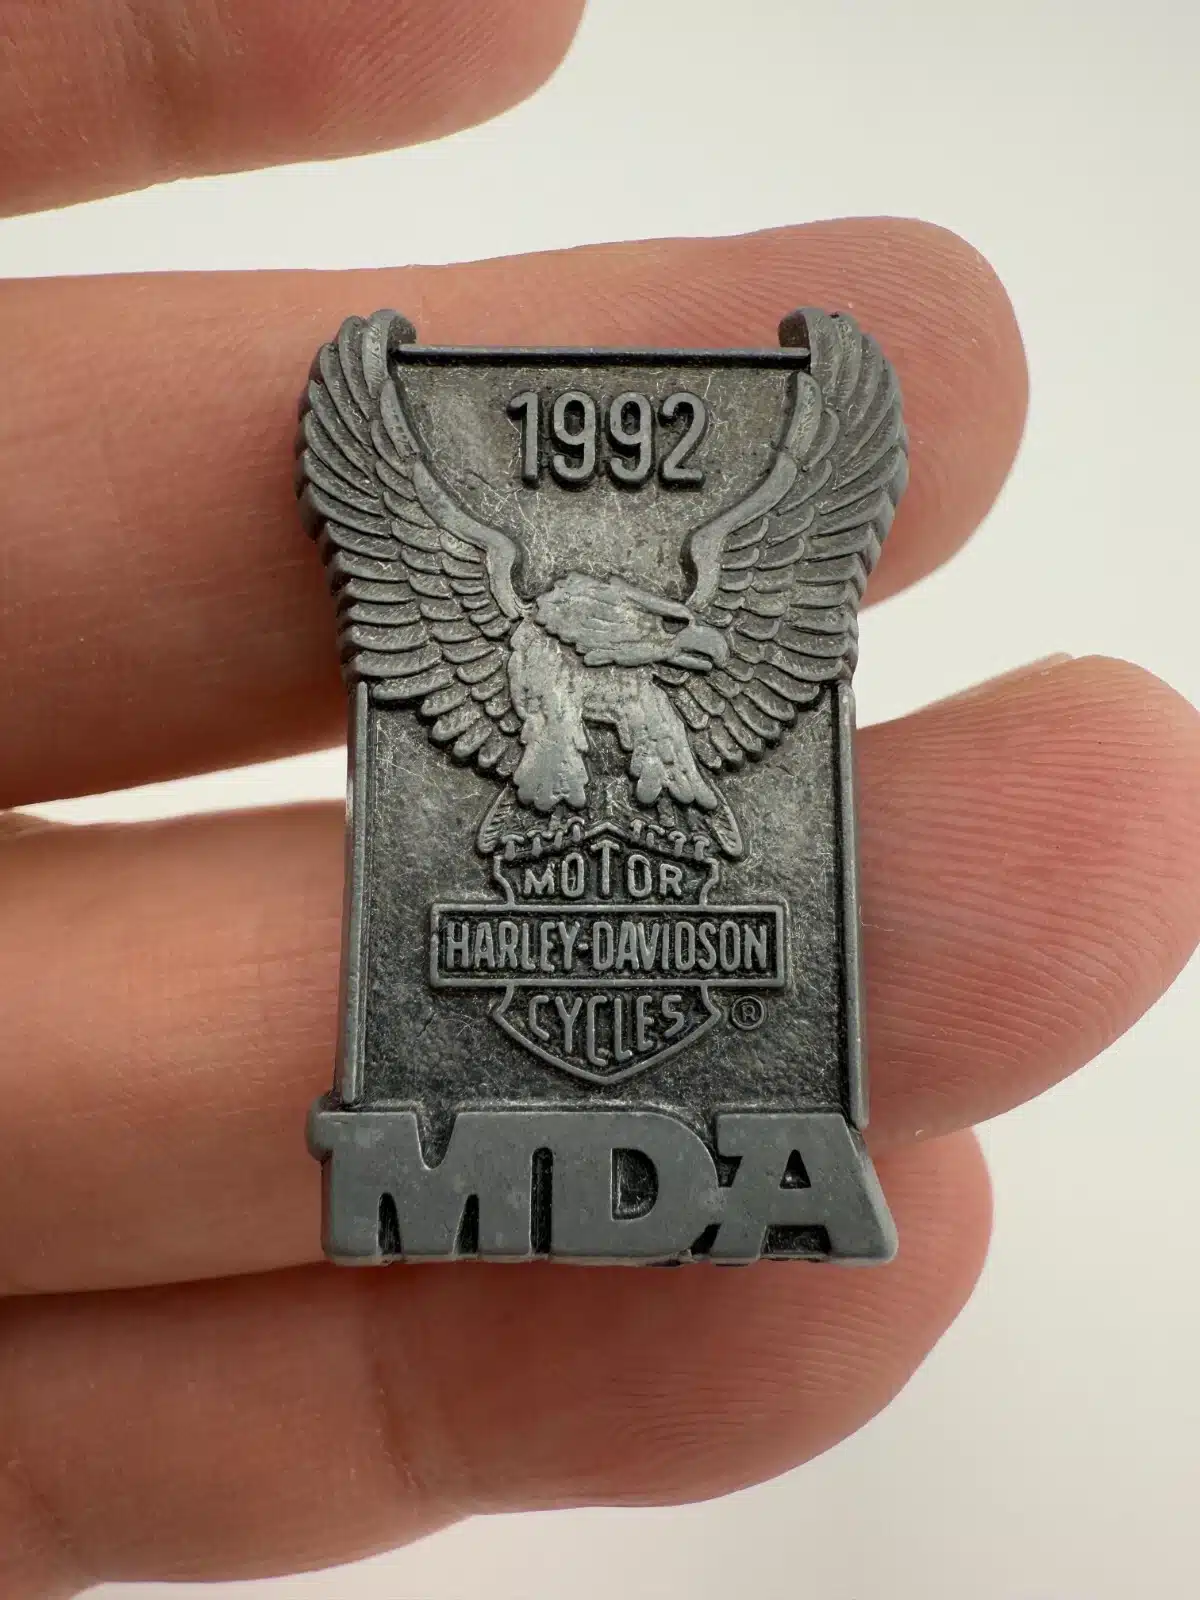 1992
MOTOR
HARLEY-DAVIDSON
CYCLES
®
MDA